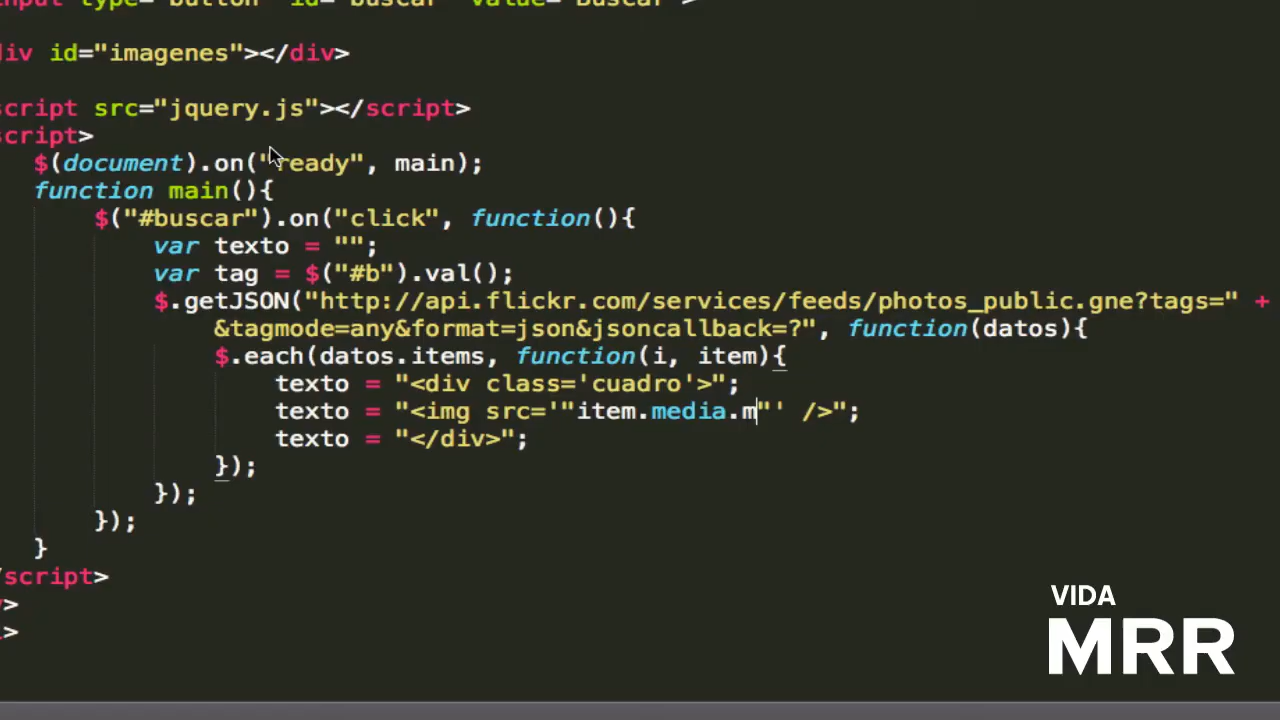 input type="button" id="buscar" value="Buscar">
div id="imagenes"></div>
script src="jquery.js"></script>
script>
$(document).on("ready", main);
function main(){
$("#buscar").on("click", function(){
var texto = "";
var tag = $("#b").val();
$.getJSON("http://api.flickr.com/services/feeds/photos_public.gne?tags=" +
&tagmode=any&format=json&jsoncallback=?", function(datos){
$.each(datos.items, function(i, item){
texto = "<div class='cuadro'>";
texto = "<img src='"item.media.m"' />";
texto = "</div>";
});
});
});
}
/script>
>
>
VIDA
MRR